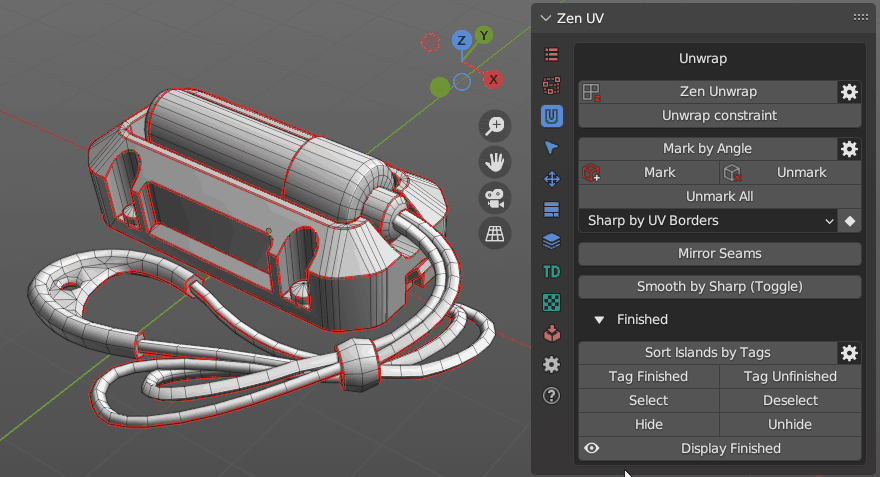 Zen UV
Z
Y
X
Unwrap
Zen Unwrap
Unwrap constraint
Mark by Angle
Mark
Unmark
Unmark All
Sharp by UV Borders
Mirror Seams
TD
Smooth by Sharp (Toggle)
Finished
Sort Islands by Tags
Tag Finished
Tag Unfinished
Select
Deselect
Hide
Unhide
Display Finished